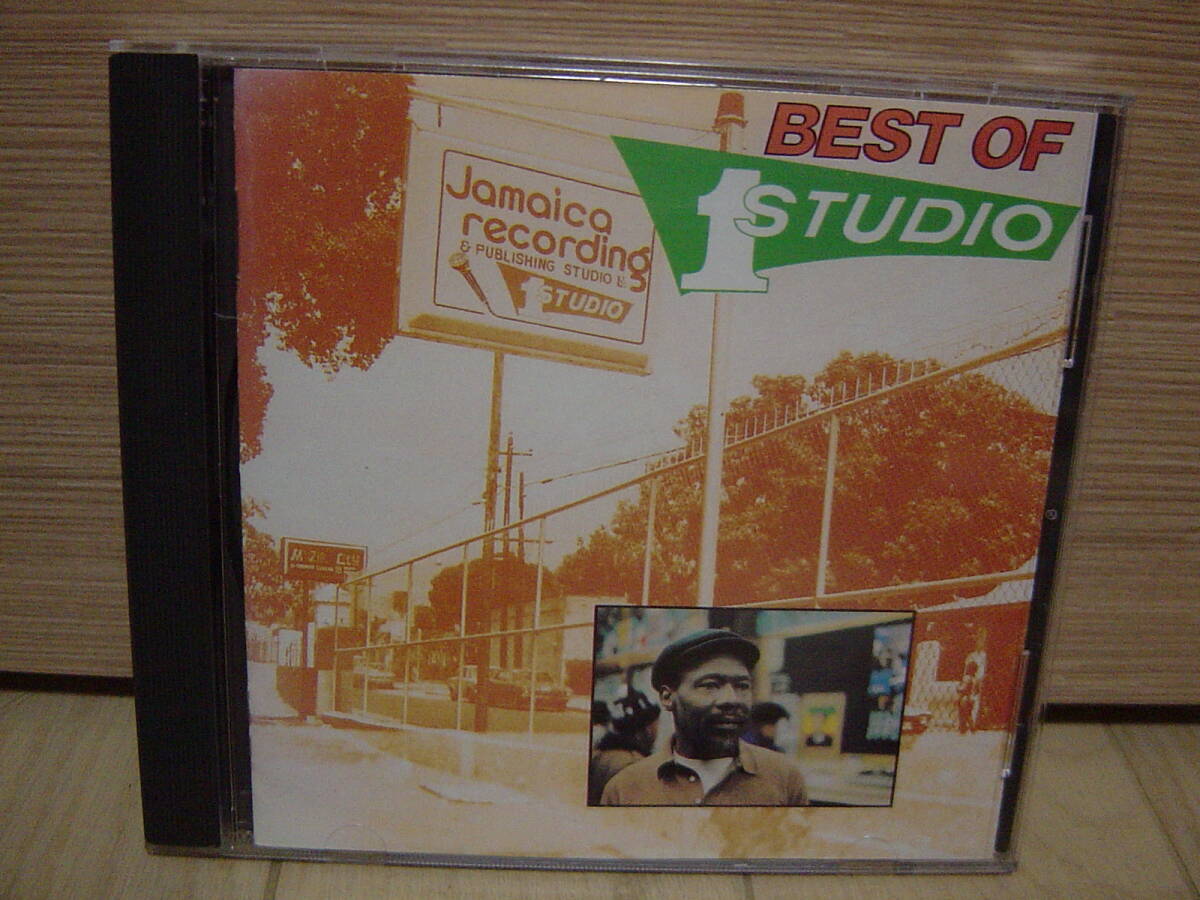 BEST OF
1 STUDIO
Jamaica
recording
& PUBLISHING STUDIO
1 STUDIO